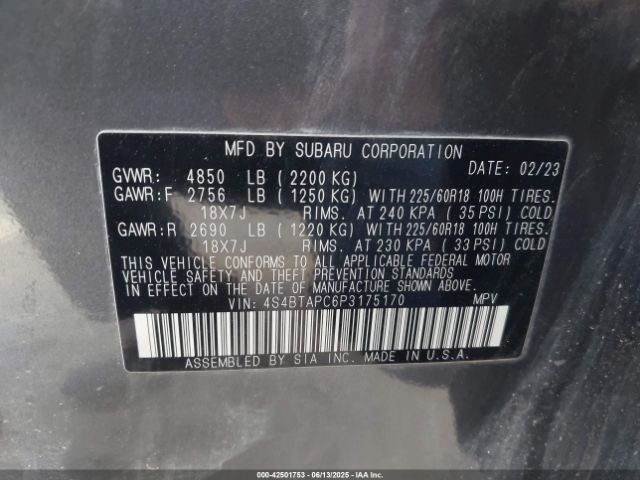 MFD BY SUBARU CORPORATION
DATE: 02/23
GVWR: 4850 LB (2200 KG)
GAWR:F 2756 LB (1250 KG) WITH 225/60R18 100H TIRES.
18X7J RIMS. AT 240 KPA (35 PSI) COLD
GAWR:R 2690 LB (1220 KG) WITH 225/60R18 100H TIRES.
18X7J RIMS. AT 230 KPA (33 PSI) COLD
THIS VEHICLE CONFORMS TO ALL APPLICABLE FEDERAL MOTOR
VEHICLE SAFETY AND THEFT PREVENTION STANDARDS
IN EFFECT ON THE DATE OF MANUFACTURE SHOWN ABOVE.
VIN: 4S4BTAPC6P3175170 MPV
ASSEMBLED BY SIA INC. MADE IN U.S.A.
000-42501753 - 06/13/2025 - IAAI.COM